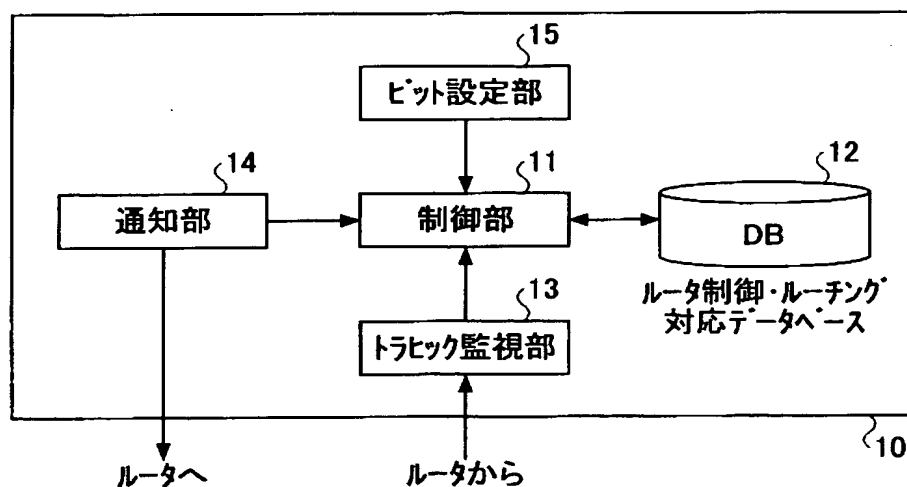 15
ビット設定部
14
通知部
11
制御部
12
DB
ルータ制御・ルーチング
対応データベース
13
トラヒック監視部
10
ルータへ
ルータから